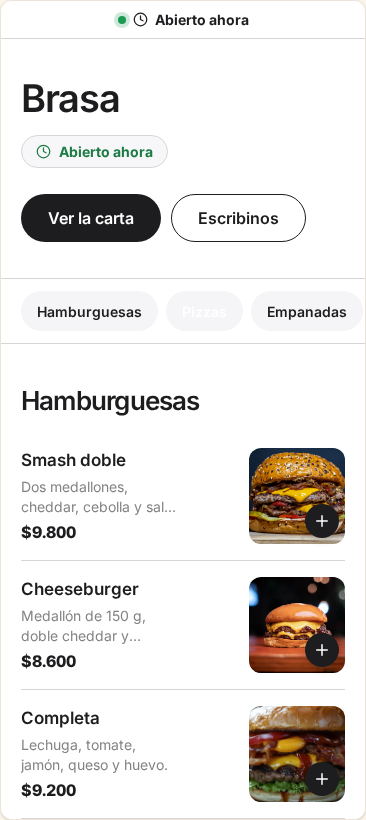 Abierto ahora
Brasa
Abierto ahora
Ver la carta
Escribinos
Hamburguesas
Pizzas
Empanadas
Hamburguesas
Smash doble
Dos medallones,
cheddar, cebolla y sal...
$9.800
Cheeseburger
Medallón de 150 g,
doble cheddar y...
$8.600
Completa
Lechuga, tomate,
jamón, queso y huevo.
$9.200